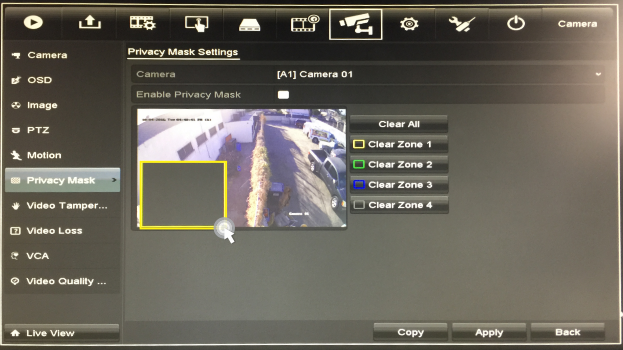 Camera
Camera
Privacy Mask Settings
OSD
Camera
[A1] Camera 01
Image
Enable Privacy Mask
PTZ
Clear All
Motion
Clear Zone 1
Privacy Mask
Clear Zone 2
Video Tamper...
Clear Zone 3
Video Loss
Clear Zone 4
Camera 01
VCA
Video Quality ...
Live View
Copy
Apply
Back